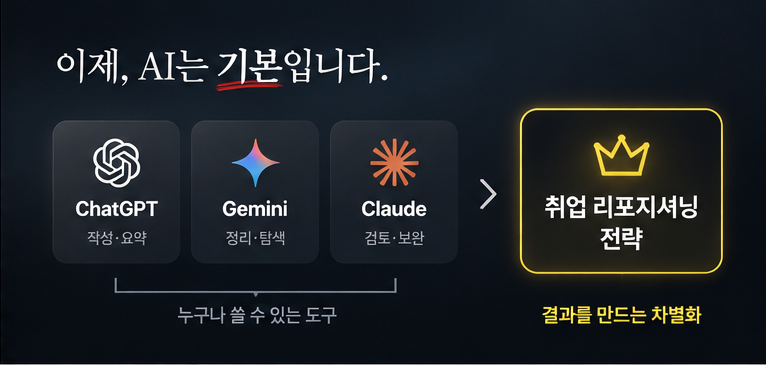 이제, AI는 기본입니다.
ChatGPT
작성·요약
Gemini
정리·탐색
Claude
검토·보완
누구나 쓸 수 있는 도구
취업 리포지셔닝
전략
결과를 만드는 차별화